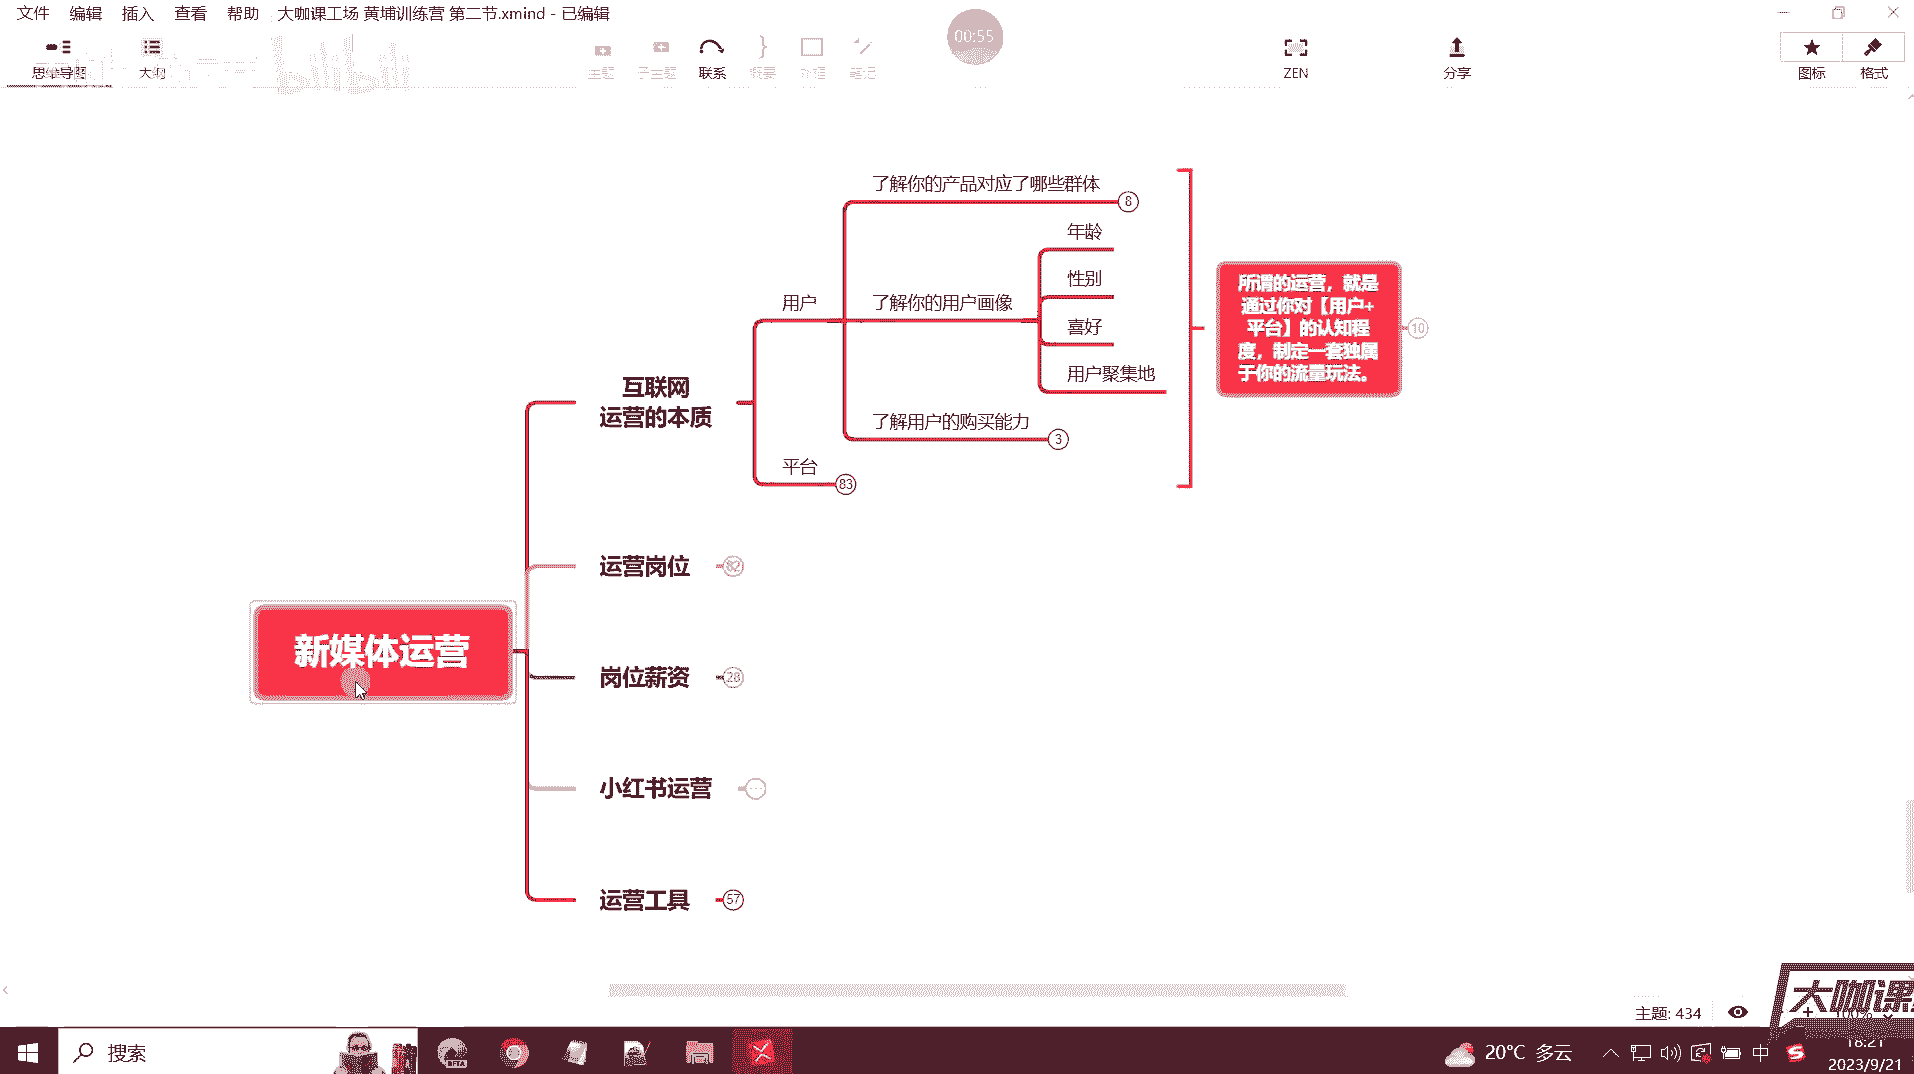 文件 编辑 插入 查看 帮助 大咖课工场 黄埔训练营 第二节.xmind - 已编辑
00:55
思维导图 大纲 主题 子主题 联系 概要 外框 笔记 ZEN 分享 图标 格式
bilibili
了解你的产品对应了哪些群体
8
年龄
性别
用户 了解你的用户画像
喜好
用户聚集地
所谓的运营，就是
通过你对【用户+
平台】的认知程
度，制定一套独属
于你的流量玩法。
10
互联网
运营的本质
了解用户的购买能力
3
平台
83
运营岗位
82
新媒体运营
岗位薪资
28
小红书运营
运营工具
57
主题: 434
100%
大咖课
搜索
BETA
20°C 多云
中
18:21
2023/9/21